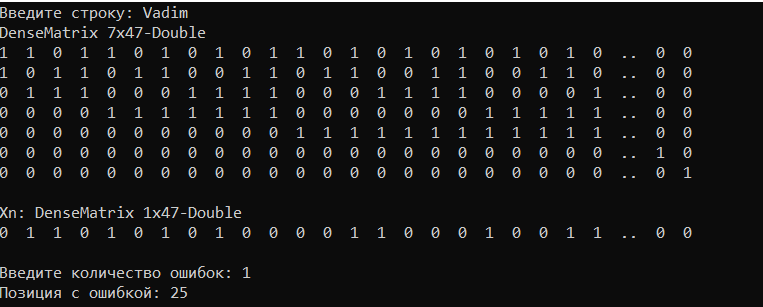 Введите строку: Vadim
DenseMatrix 7x47-Double
1 1 0 1 1 0 1 0 1 0 1 1 0 1 0 1 0 1 0 1 0 1 0 .. 0 0
1 0 1 1 0 1 1 0 0 1 1 0 1 1 0 0 1 1 0 0 1 1 0 .. 0 0
0 1 1 1 0 0 0 1 1 1 1 0 0 0 1 1 1 1 0 0 0 0 1 .. 0 0
0 0 0 0 1 1 1 1 1 1 1 0 0 0 0 0 0 0 1 1 1 1 1 .. 0 0
0 0 0 0 0 0 0 0 0 0 0 1 1 1 1 1 1 1 1 1 1 1 1 .. 0 0
0 0 0 0 0 0 0 0 0 0 0 0 0 0 0 0 0 0 0 0 0 0 0 .. 1 0
0 0 0 0 0 0 0 0 0 0 0 0 0 0 0 0 0 0 0 0 0 0 0 .. 0 1
Xn: DenseMatrix 1x47-Double
0 1 1 0 1 0 1 0 1 0 0 0 0 1 1 0 0 0 1 0 0 1 1 .. 0 0
Введите количество ошибок: 1
Позиция с ошибкой: 25